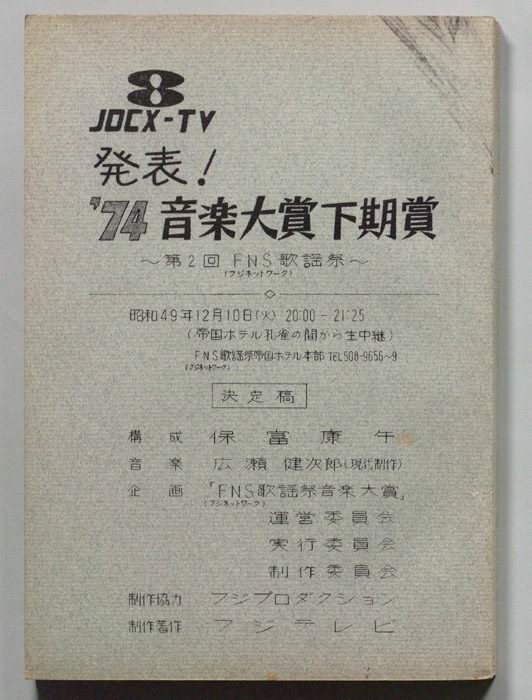 8
JOCX-TV
発表!
'74 音楽大賞下期賞
〜第2回 FNS歌謡祭〜
(フジネットワーク)
昭和49年12月10日(火) 20:00-21:25
(帝国ホテル孔雀の間から生中継)
FNS歌謡祭帝国ホテル本部 TEL508-9656〜9
(フジネットワーク)
決定稿
構成 保富康午
音楽 広瀬健次郎(現代制作)
企画 「FNS歌謡祭音楽大賞」
(フジネットワーク)
運営委員会
実行委員会
制作委員会
制作協力 フジプロダクション
制作著作 フジテレビ